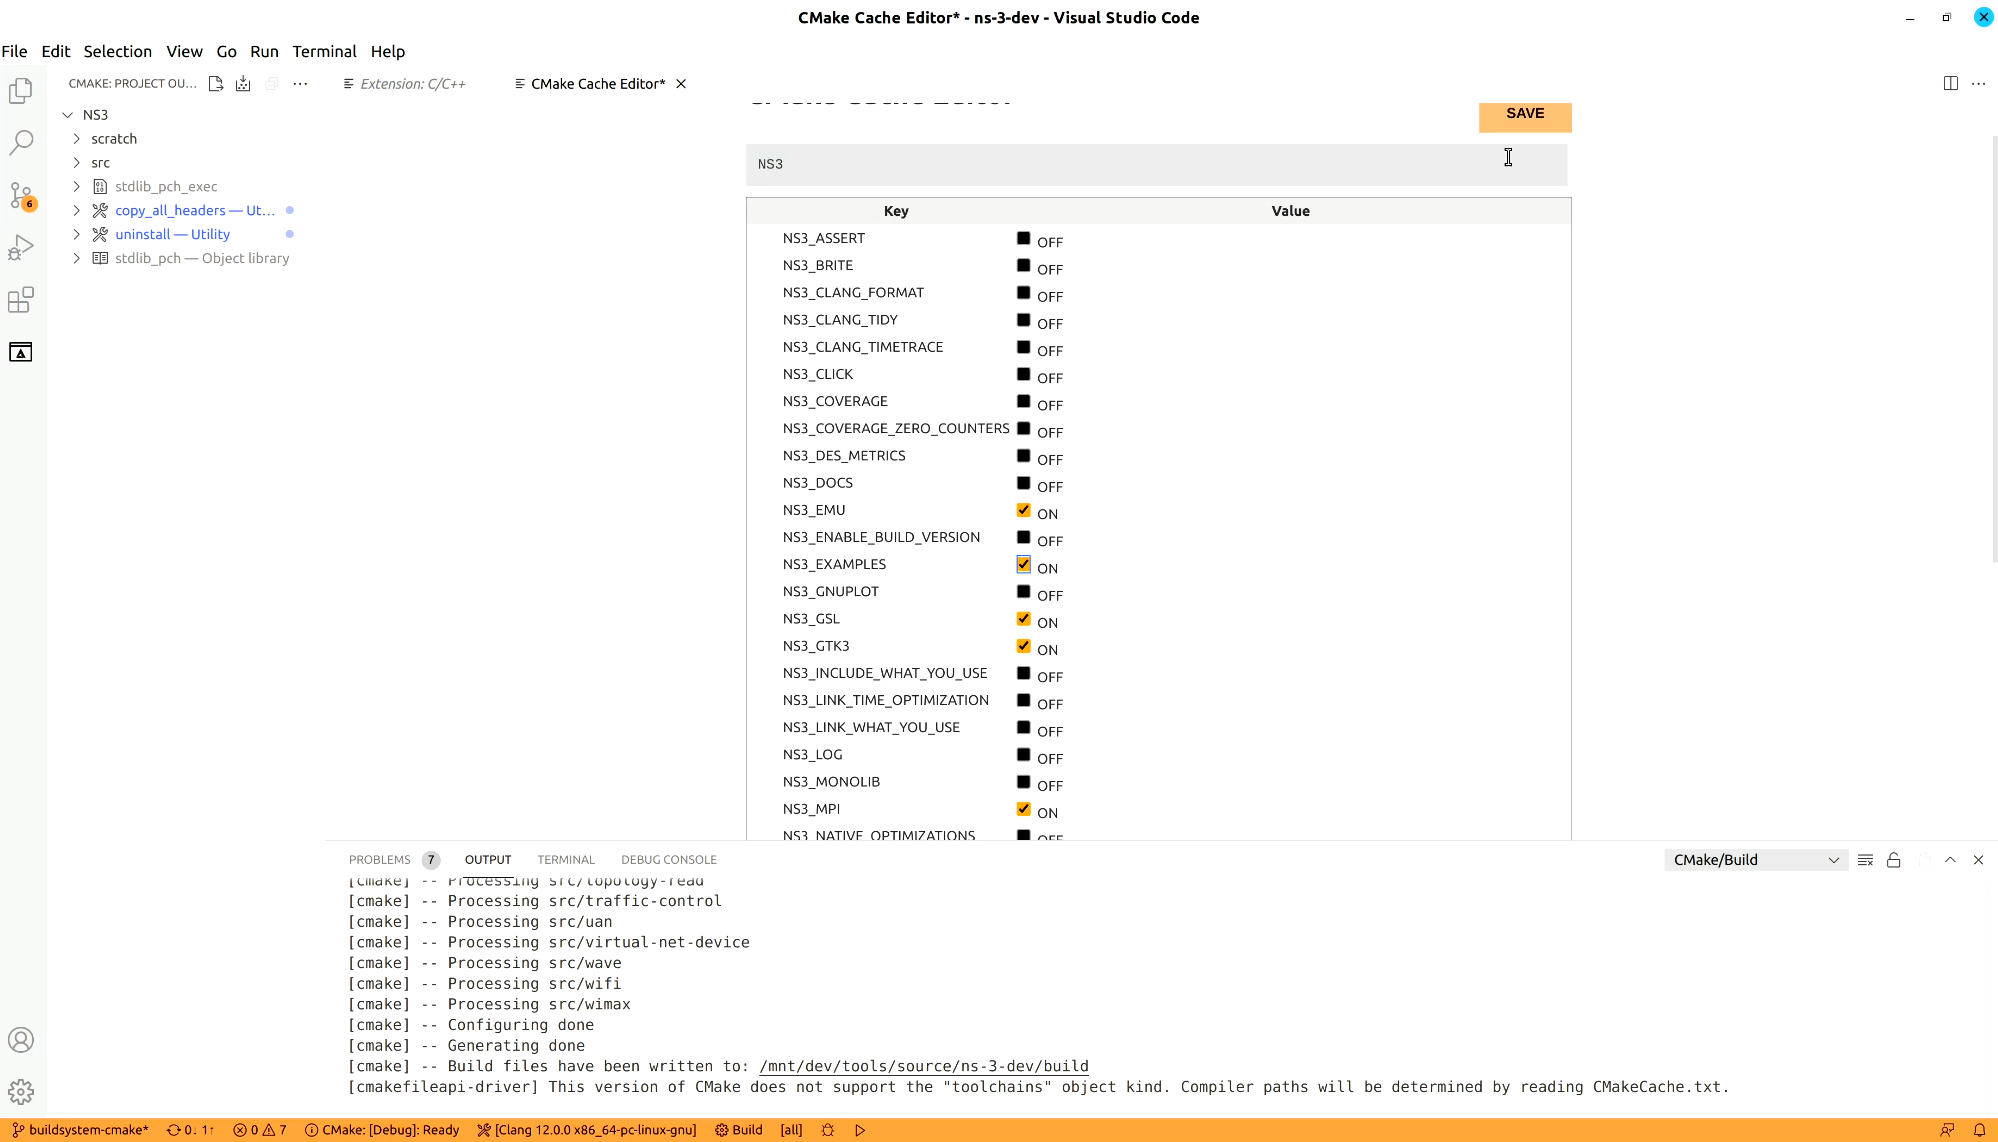 CMake Cache Editor* - ns-3-dev - Visual Studio Code
File Edit Selection View Go Run Terminal Help
CMAKE: PROJECT OU... Extension: C/C++ CMake Cache Editor*
NS3
scratch
src
stdlib_pch_exec
copy_all_headers — Ut...
uninstall — Utility
stdlib_pch — Object library
6
CMake Cache Editor
SAVE
NS3
Key Value
NS3_ASSERT OFF
NS3_BRITE OFF
NS3_CLANG_FORMAT OFF
NS3_CLANG_TIDY OFF
NS3_CLANG_TIMETRACE OFF
NS3_CLICK OFF
NS3_COVERAGE OFF
NS3_COVERAGE_ZERO_COUNTERS OFF
NS3_DES_METRICS OFF
NS3_DOCS OFF
NS3_EMU ON
NS3_ENABLE_BUILD_VERSION OFF
NS3_EXAMPLES ON
NS3_GNUPLOT OFF
NS3_GSL ON
NS3_GTK3 ON
NS3_INCLUDE_WHAT_YOU_USE OFF
NS3_LINK_TIME_OPTIMIZATION OFF
NS3_LINK_WHAT_YOU_USE OFF
NS3_LOG OFF
NS3_MONOLIB OFF
NS3_MPI ON
NS3_NATIVE_OPTIMIZATIONS OFF
PROBLEMS 7 OUTPUT TERMINAL DEBUG CONSOLE CMake/Build
[cmake] -- Processing src/topology-read
[cmake] -- Processing src/traffic-control
[cmake] -- Processing src/uan
[cmake] -- Processing src/virtual-net-device
[cmake] -- Processing src/wave
[cmake] -- Processing src/wifi
[cmake] -- Processing src/wimax
[cmake] -- Configuring done
[cmake] -- Generating done
[cmake] -- Build files have been written to: /mnt/dev/tools/source/ns-3-dev/build
[cmakefileapi-driver] This version of CMake does not support the "toolchains" object kind. Compiler paths will be determined by reading CMakeCache.txt.
buildsystem-cmake* 0↓ 1↑ 0 7 CMake: [Debug]: Ready [Clang 12.0.0 x86_64-pc-linux-gnu] Build [all]